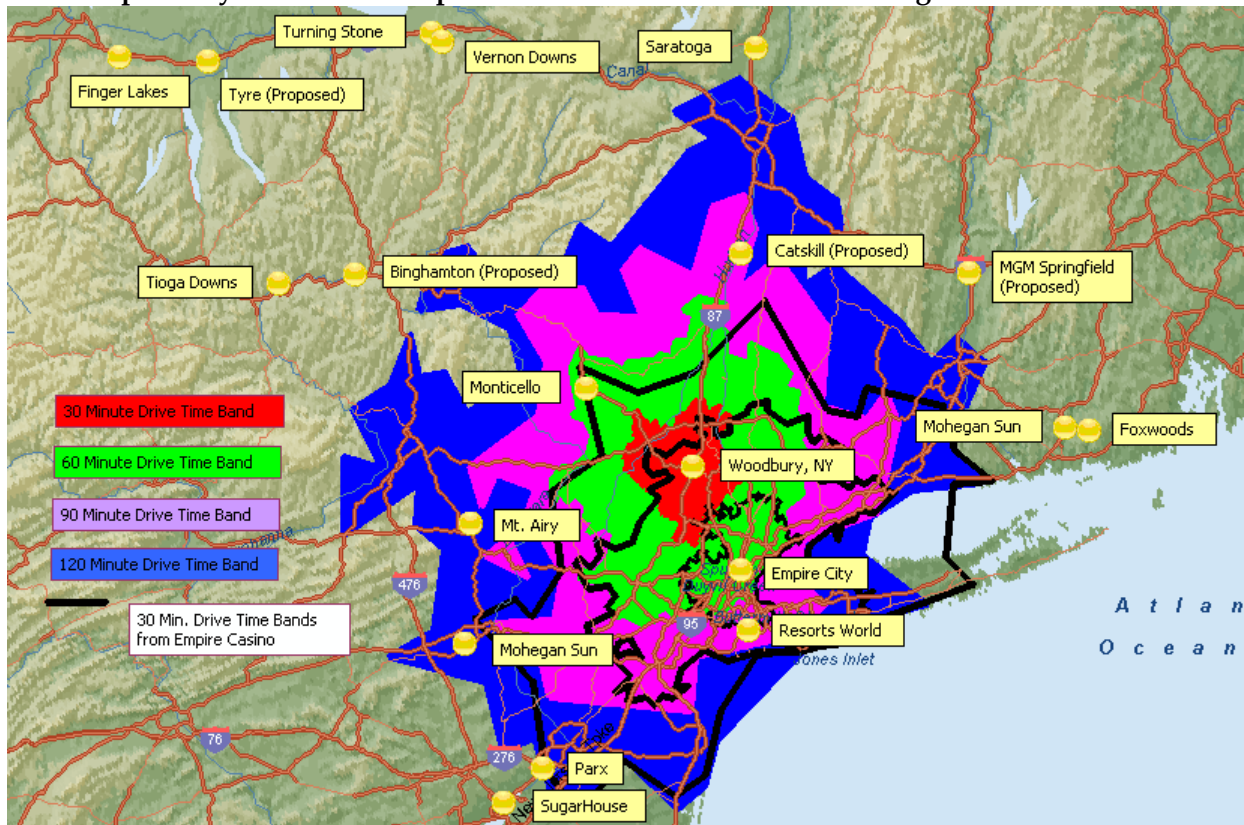 Turning Stone
Vernon Downs
Saratoga
Finger Lakes
Tyre (Proposed)
Canal
Catskill (Proposed)
MGM Springfield
(Proposed)
Tioga Downs
Binghamton (Proposed)
87
Monticello
30 Minute Drive Time Band
60 Minute Drive Time Band
90 Minute Drive Time Band
120 Minute Drive Time Band
30 Min. Drive Time Bands
from Empire Casino
Mohegan Sun
Foxwoods
Woodbury, NY
Mt. Airy
476
Empire City
95
Resorts World
Jones Inlet
Atlan
Ocean
Mohegan Sun
76
276
Parx
SugarHouse